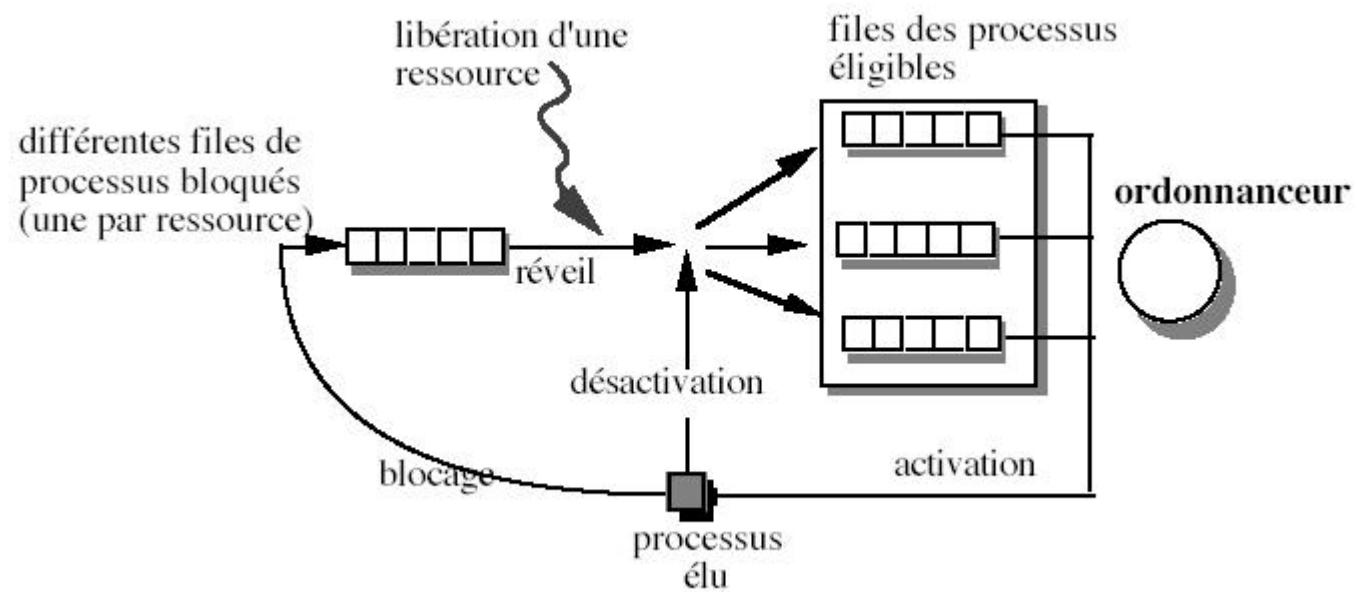 libération d'une
ressource
files des processus
éligibles
différentes files de
processus bloqués
(une par ressource)
ordonnanceur
réveil
désactivation
blocage
activation
processus
élu